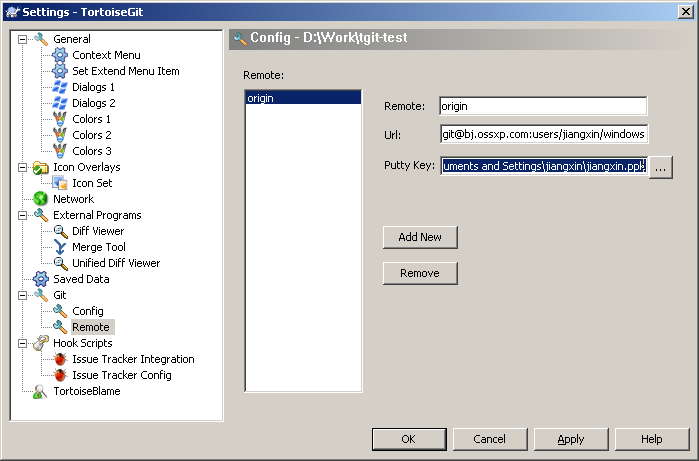 Settings - TortoiseGit
General
Context Menu
Set Extend Menu Item
Dialogs 1
Dialogs 2
Colors 1
Colors 2
Colors 3
Icon Overlays
Icon Set
Network
External Programs
Diff Viewer
Merge Tool
Unified Diff Viewer
Saved Data
Git
Config
Remote
Hook Scripts
Issue Tracker Integration
Issue Tracker Config
TortoiseBlame
Config - D:\Work\tgit-test
Remote:
origin
Remote: origin
Url: git@bj.ossxp.com:users/jiangxin/windows
Putty Key: uments and Settings\jiangxin\jiangxin.ppk ...
Add New
Remove
OK Cancel Apply Help